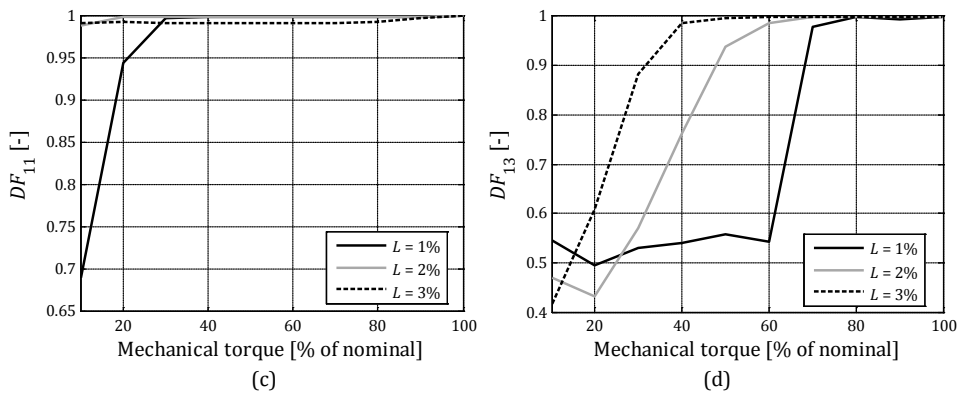 1
0.95
0.9
0.85
0.8
0.75
0.7
0.65
DF11 [-]
L = 1%
L = 2%
L = 3%
20 40 60 80 100
Mechanical torque [% of nominal]
(c)
1
0.9
0.8
0.7
0.6
0.5
0.4
DF13 [-]
L = 1%
L = 2%
L = 3%
20 40 60 80 100
Mechanical torque [% of nominal]
(d)